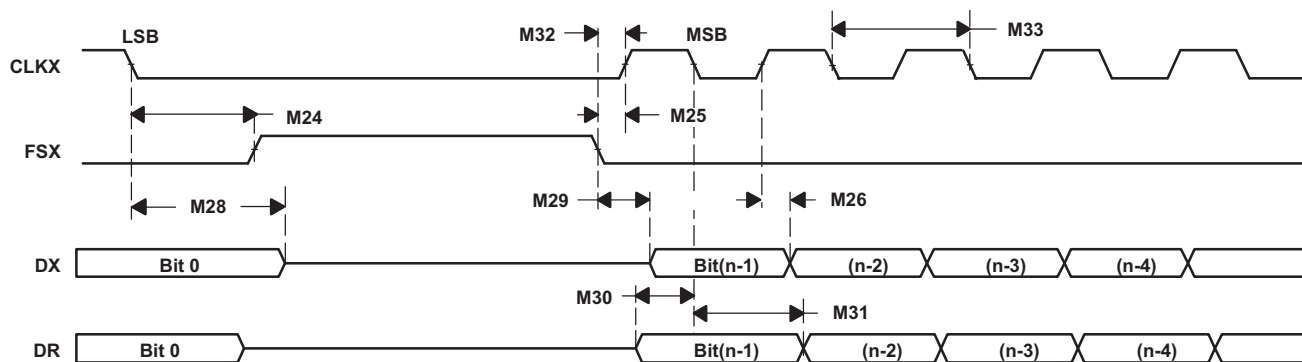 LSB
M32
MSB
M33
CLKX
M24
M25
FSX
M28
M29
M26
DX
Bit 0
Bit(n-1)
(n-2)
(n-3)
(n-4)
M30
M31
DR
Bit 0
Bit(n-1)
(n-2)
(n-3)
(n-4)